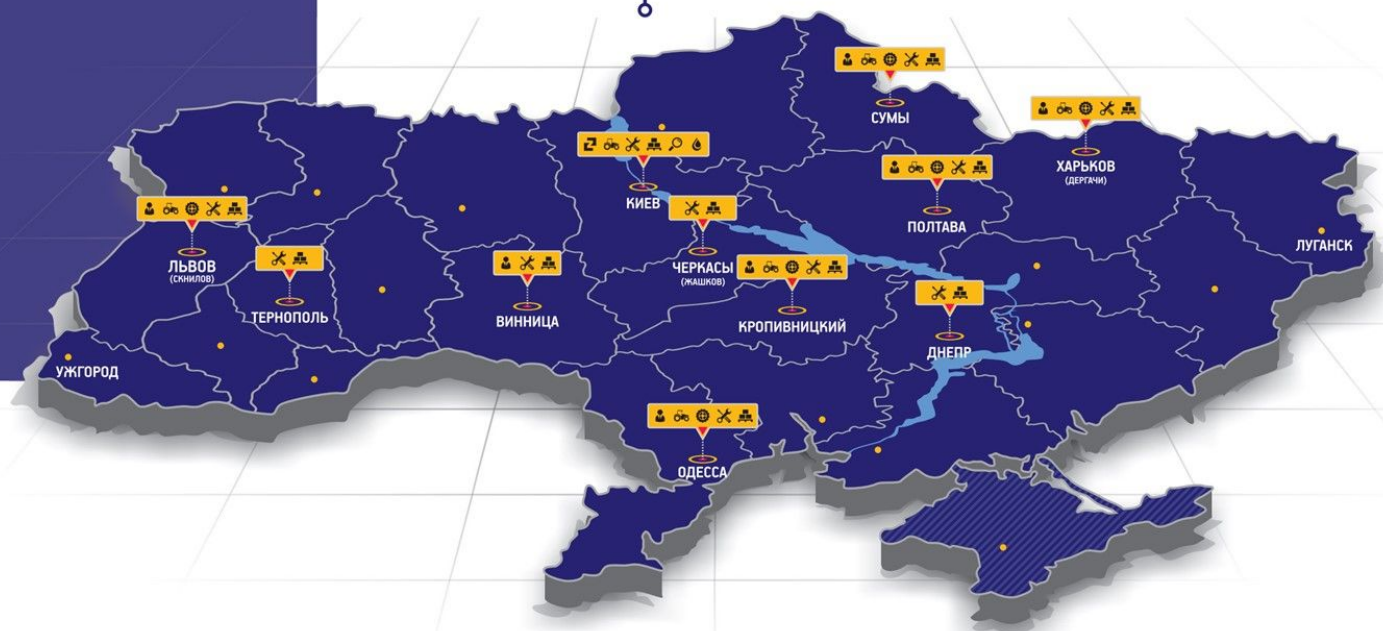 СУМЫ
ХАРЬКОВ
(ДЕРГАЧИ)
КИЕВ
ПОЛТАВА
ЛУГАНСК
ЛЬВОВ
(СКНИЛОВ)
ЧЕРКАСЫ
(ЖАШКОВ)
ТЕРНОПОЛЬ
ВИННИЦА
КРОПИВНИЦКИЙ
ДНЕПР
УЖГОРОД
ОДЕССА